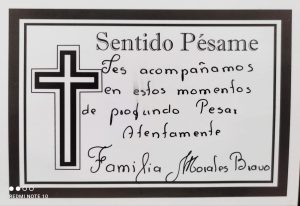 Sentido Pésame
Les acompañamos
en estos momentos
de profundo Pesar
Atentamente
Familia Morales Bravo
REDMI NOTE 10